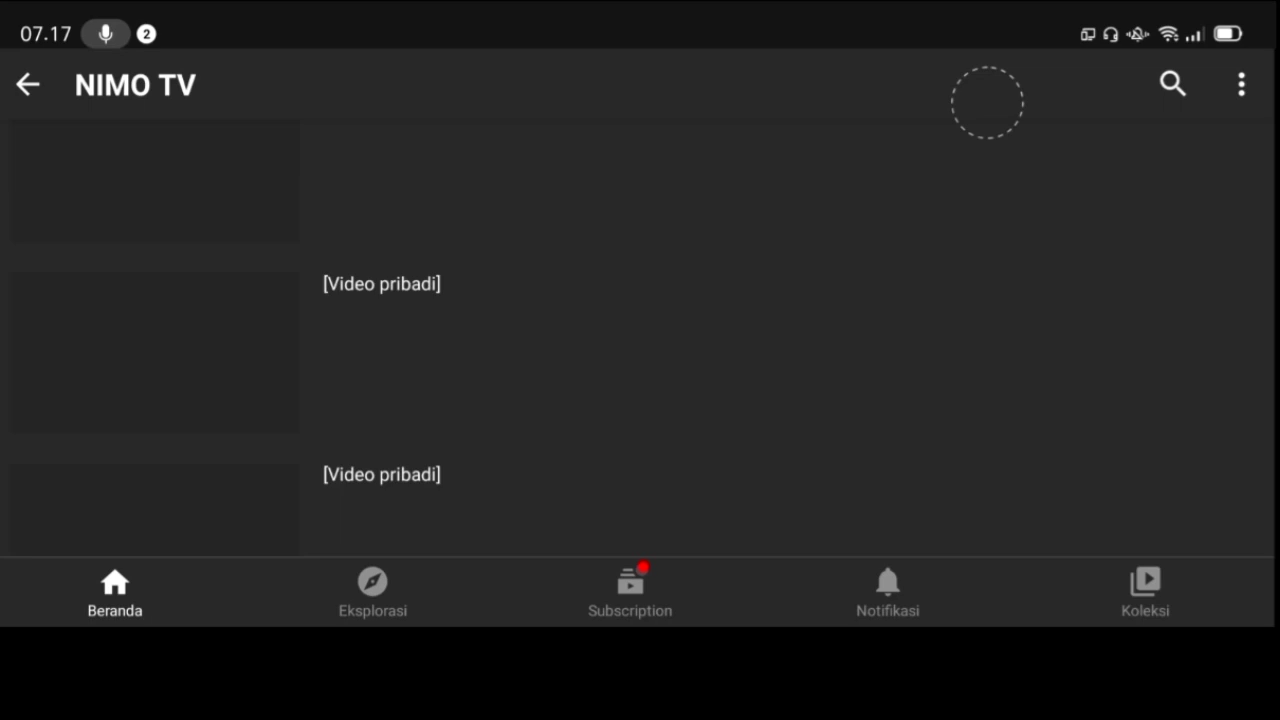 07.17 2
NIMO TV
[Video pribadi]
[Video pribadi]
Beranda Eksplorasi Subscription Notifikasi Koleksi